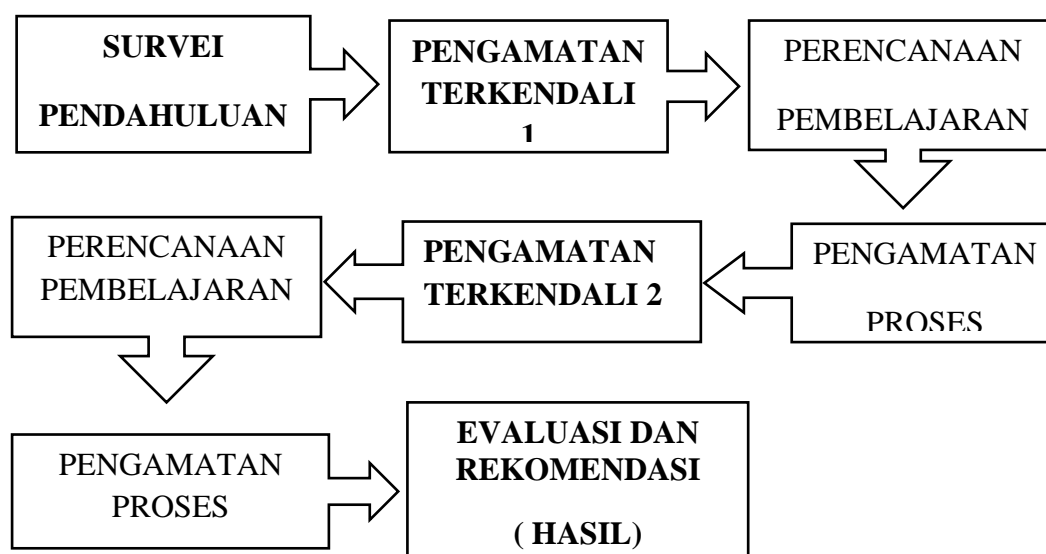 SURVEI
PENDAHULUAN
PENGAMATAN
TERKENDALI
1
PERENCANAAN
PEMBELAJARAN
PENGAMATAN
PROSES
PENGAMATAN
TERKENDALI 2
PERENCANAAN
PEMBELAJARAN
PENGAMATAN
PROSES
EVALUASI DAN
REKOMENDASI
( HASIL)